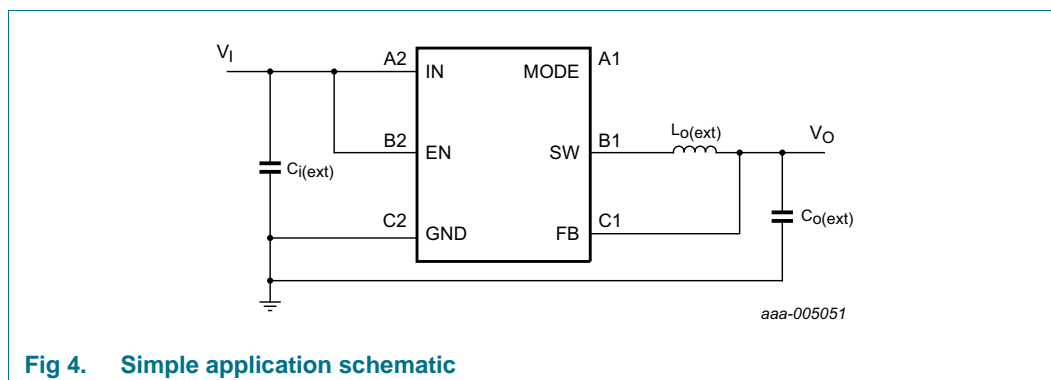 V_I
A2
IN
MODE
A1
B2
EN
SW
B1
L_o(ext)
V_O
C_i(ext)
C2
GND
FB
C1
C_o(ext)
aaa-005051
Fig 4. Simple application schematic